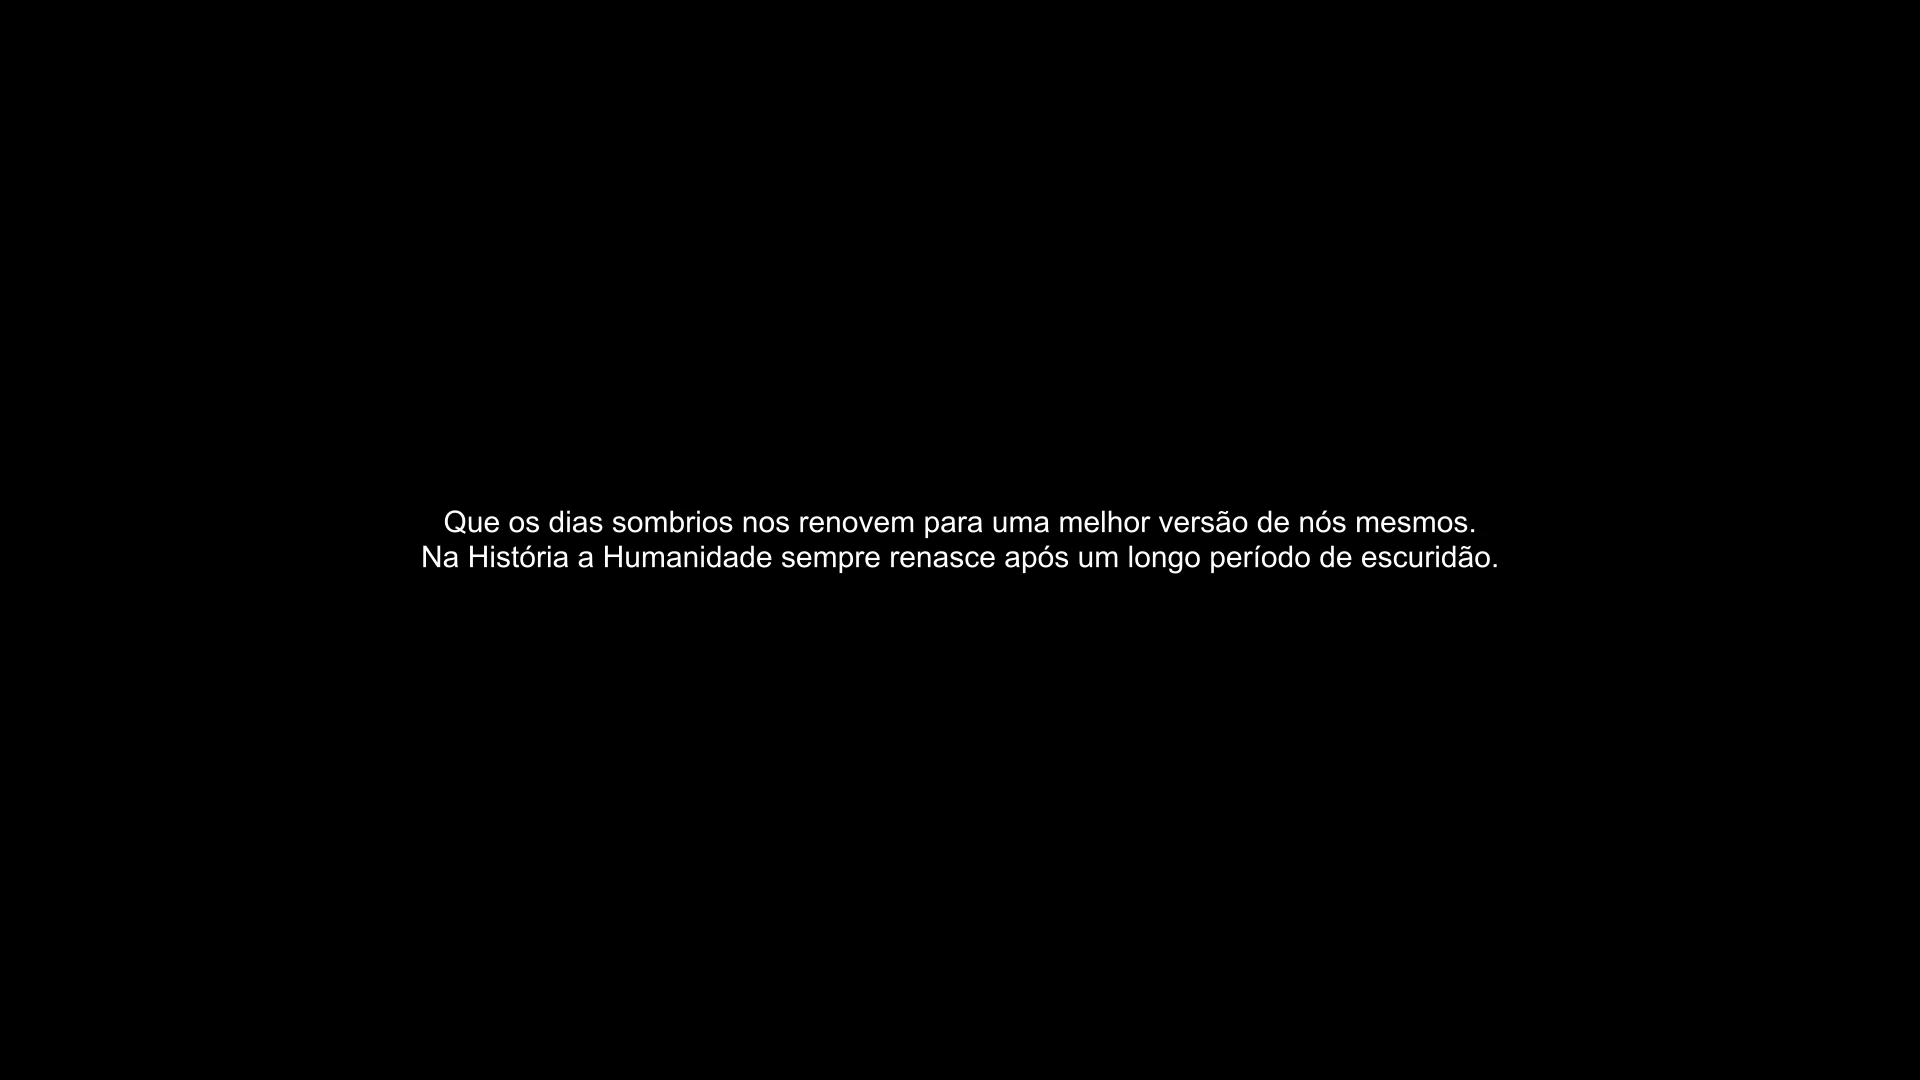 Que os dias sombrios nos renovem para uma melhor versão de nós mesmos.
Na História a Humanidade sempre renasce após um longo período de escuridão.